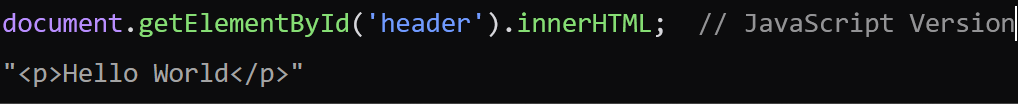 document.getElementById('header').innerHTML;  // JavaScript Version
"<p>Hello World</p>"